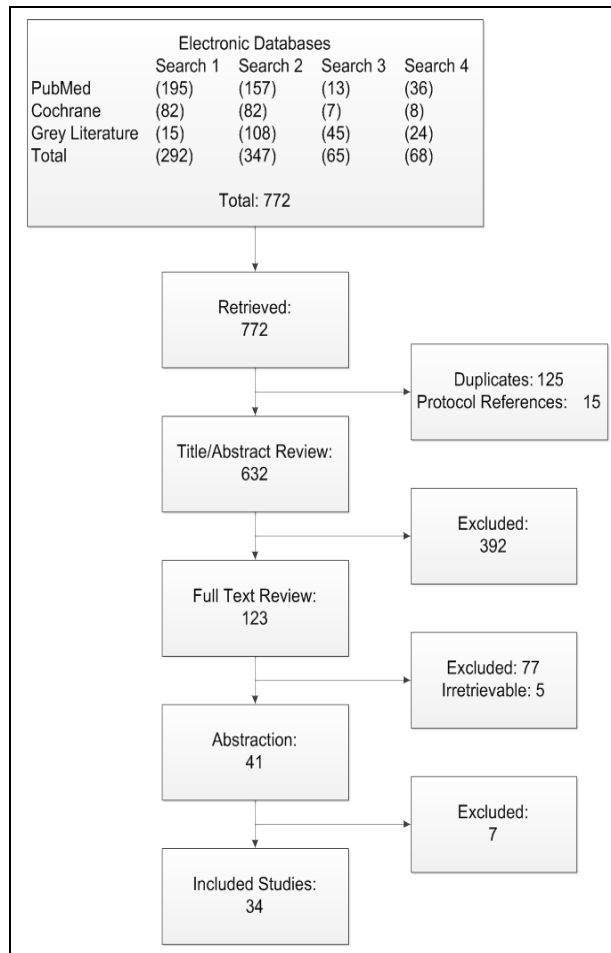 Electronic Databases
Search 1 Search 2 Search 3 Search 4
PubMed (195) (157) (13) (36)
Cochrane (82) (82) (7) (8)
Grey Literature (15) (108) (45) (24)
Total (292) (347) (65) (68)
Total: 772
Retrieved:
772
Duplicates: 125
Protocol References: 15
Title/Abstract Review:
632
Excluded:
392
Full Text Review:
123
Excluded: 77
Irretrievable: 5
Abstraction:
41
Excluded:
7
Included Studies:
34